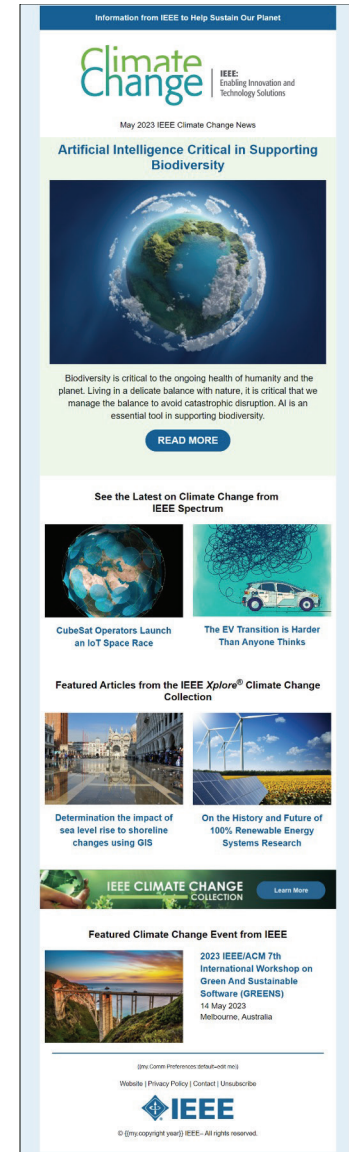 Information from IEEE to Help Sustain Our Planet
Climate
Change
IEEE:
Enabling Innovation and
Technology Solutions
May 2023 IEEE Climate Change News
Artificial Intelligence Critical in Supporting
Biodiversity
Biodiversity is critical to the ongoing health of humanity and the
planet. Living in a delicate balance with nature, it is critical that we
manage the balance to avoid catastrophic disruption. AI is an
essential tool in supporting biodiversity.
READ MORE
See the Latest on Climate Change from
IEEE Spectrum
CubeSat Operators Launch
an IoT Space Race
The EV Transition is Harder
Than Anyone Thinks
Featured Articles from the IEEE Xplore® Climate Change
Collection
Determination the impact of
sea level rise to shoreline
changes using GIS
On the History and Future of
100% Renewable Energy
Systems Research
IEEE CLIMATE CHANGE
COLLECTION
Learn More
Featured Climate Change Event from IEEE
2023 IEEE/ACM 7th
International Workshop on
Green And Sustainable
Software (GREENS)
14 May 2023
Melbourne, Australia
{{my.Comm Preferences:default=edit me}}
Website | Privacy Policy | Contact | Unsubscribe
IEEE
© {{my.copyright year}} IEEE– All rights reserved.